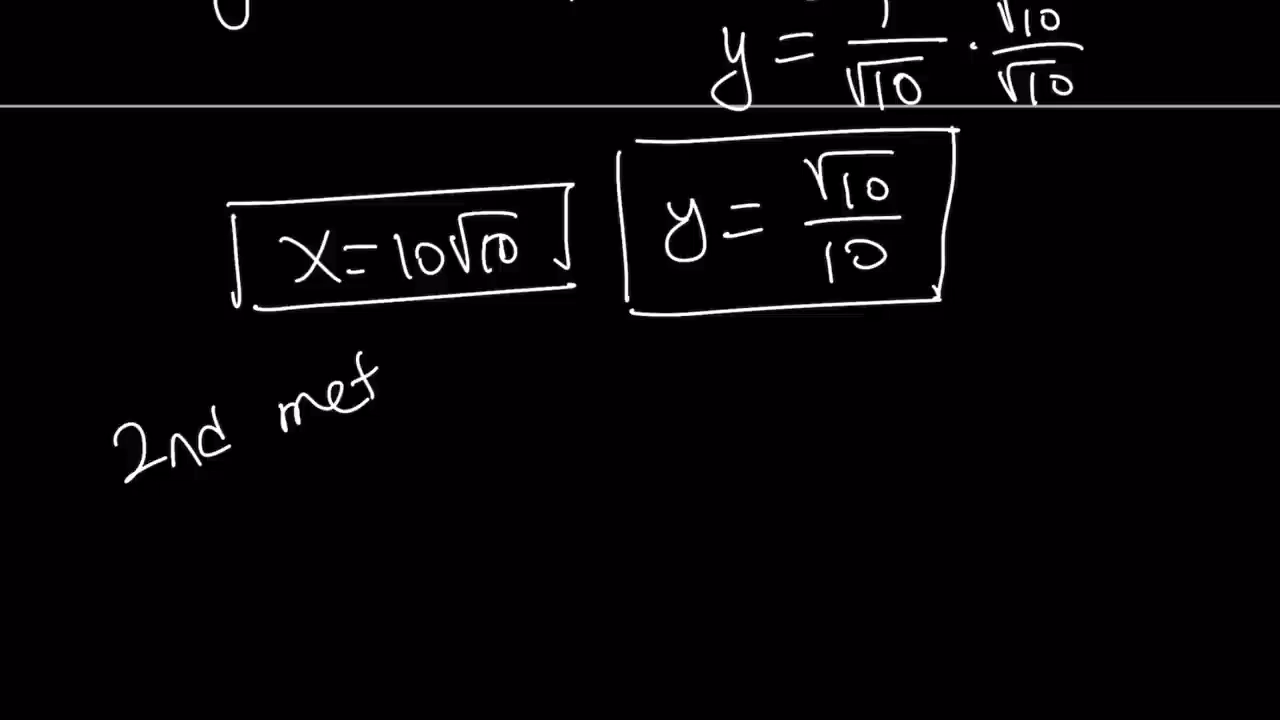 y = 1/√10 · √10/√10
x = 10√10
y = √10/10
2nd met